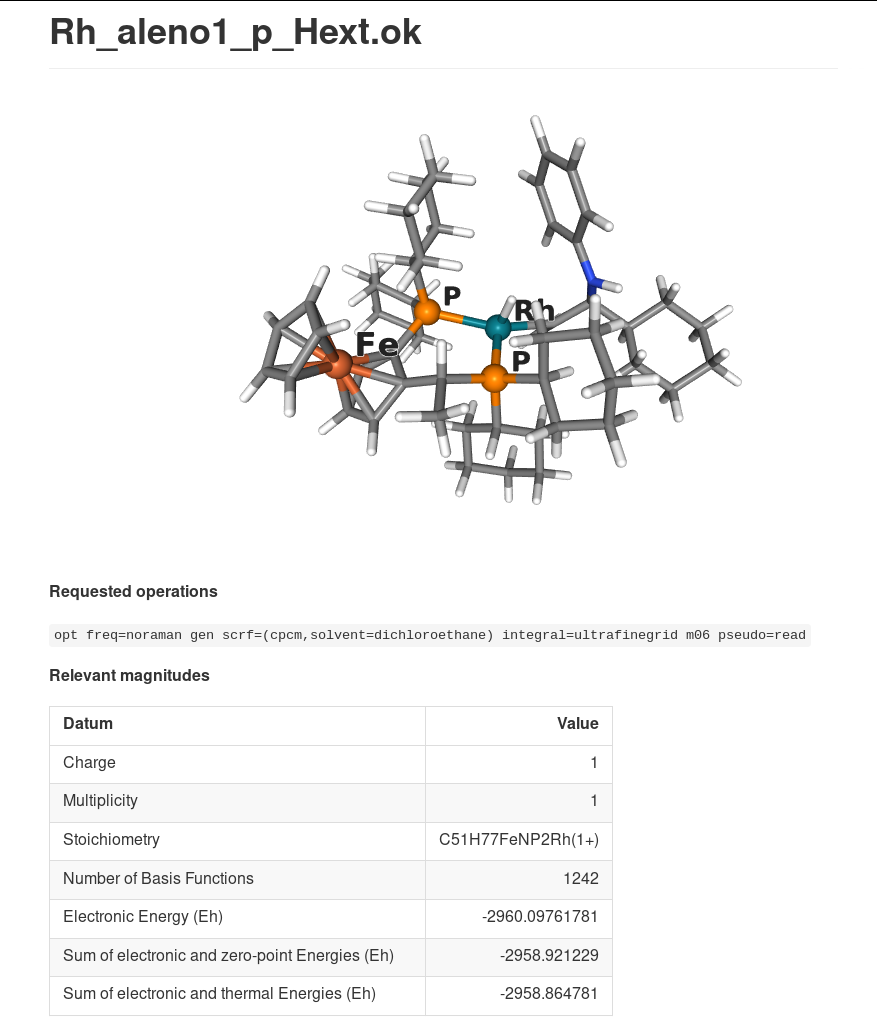 Rh_aleno1_p_Hext.ok
P
Rh
Fe
P
Requested operations
opt freq=noraman gen scrf=(cpcm,solvent=dichloroethane) integral=ultrafinegrid m06 pseudo=read
Relevant magnitudes
Datum Value
Charge 1
Multiplicity 1
Stoichiometry C51H77FeNP2Rh(1+)
Number of Basis Functions 1242
Electronic Energy (Eh) -2960.09761781
Sum of electronic and zero-point Energies (Eh) -2958.921229
Sum of electronic and thermal Energies (Eh) -2958.864781